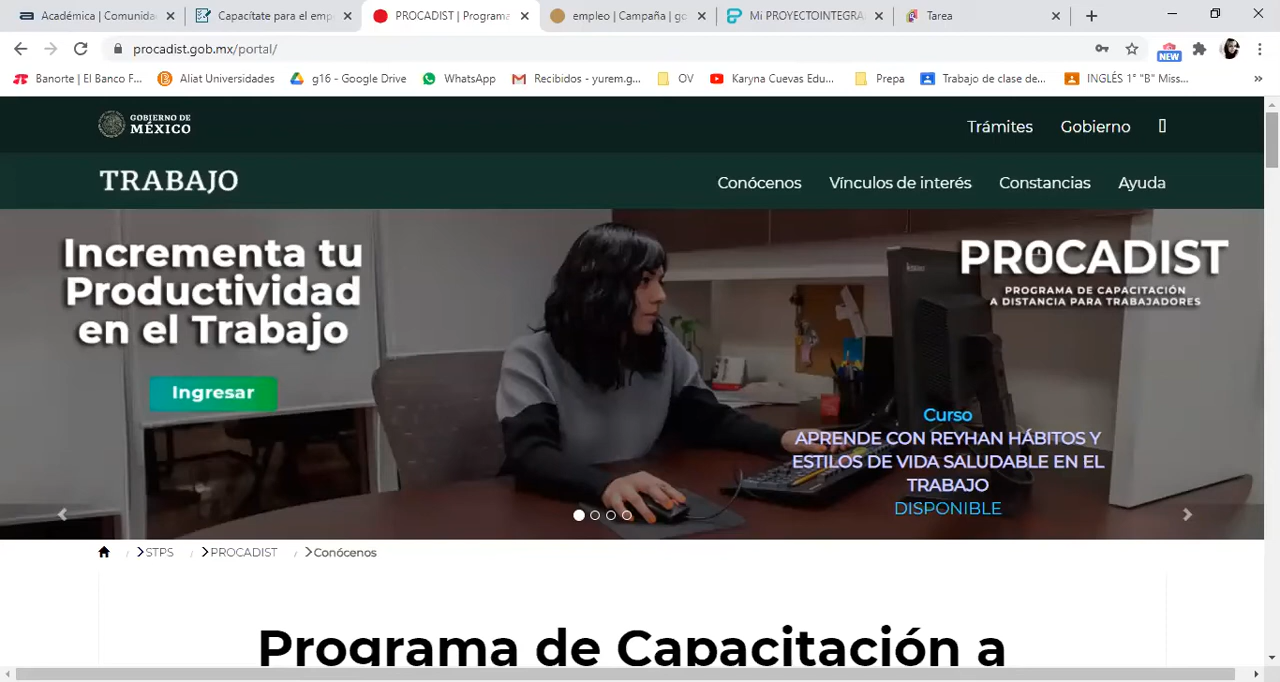 Académica | Comunida
Capacítate para el emp
PROCADIST | Programa
empleo | Campaña | go
Mi PROYECTOINTEGRA
Tarea
procadist.gob.mx/portal/
NEW
Banorte | El Banco F...
Aliat Universidades
g16 - Google Drive
WhatsApp
Recibidos - yurem.g...
OV
Karyna Cuevas Edu...
Prepa
Trabajo de clase de...
INGLÉS 1° "B" Miss...
GOBIERNO DE
MÉXICO
Trámites
Gobierno
TRABAJO
Conócenos
Vínculos de interés
Constancias
Ayuda
Incrementa tu
Productividad
en el Trabajo
Ingresar
PROCADIST
PROGRAMA DE CAPACITACIÓN
A DISTANCIA PARA TRABAJADORES
Curso
APRENDE CON REYHAN HÁBITOS Y
ESTILOS DE VIDA SALUDABLE EN EL
TRABAJO
DISPONIBLE
/ >STPS / >PROCADIST / >Conócenos
Programa de Capacitación a